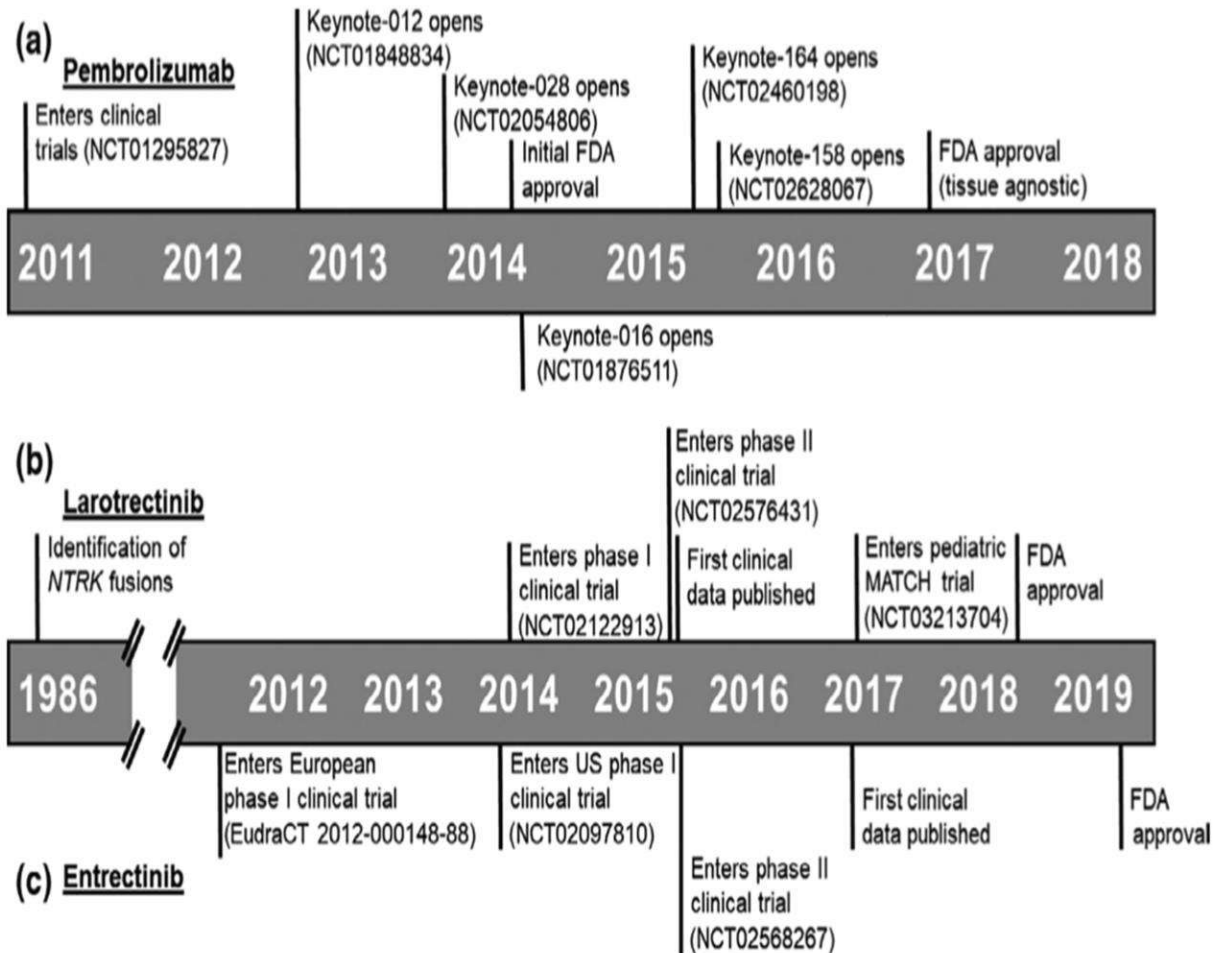 (a)
Pembrolizumab
Enters clinical
trials (NCT01295827)
Keynote-012 opens
(NCT01848834)
Keynote-028 opens
(NCT02054806)
Initial FDA
approval
Keynote-164 opens
(NCT02460198)
Keynote-158 opens
(NCT02628067)
FDA approval
(tissue agnostic)
2011 2012 2013 2014 2015 2016 2017 2018
Keynote-016 opens
(NCT01876511)
(b)
Larotrectinib
Identification of
NTRK fusions
Enters phase I
clinical trial
(NCT02122913)
Enters phase II
clinical trial
(NCT02576431)
First clinical
data published
Enters pediatric
MATCH trial
(NCT03213704)
FDA
approval
1986 2012 2013 2014 2015 2016 2017 2018 2019
Enters European
phase I clinical trial
(EudraCT 2012-000148-88)
Enters US phase I
clinical trial
(NCT02097810)
Enters phase II
clinical trial
(NCT02568267)
First clinical
data published
FDA
approval
(c) Entrectinib